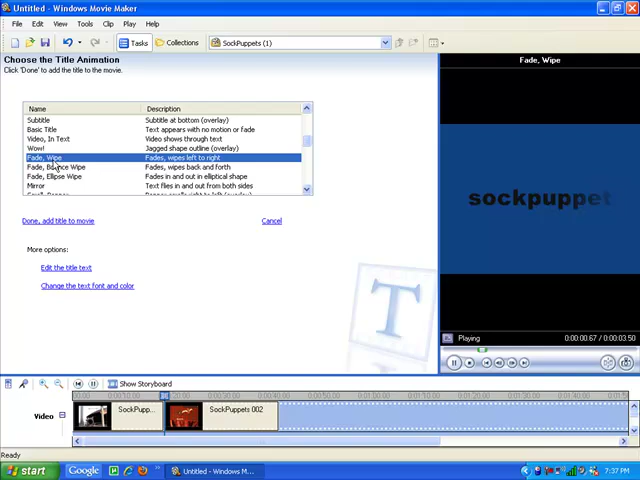 Untitled - Windows Movie Maker
File Edit View Tools Clip Play Help
Tasks Collections SockPuppets (1)
Choose the Title Animation
Click 'Done' to add the title to the movie.
Fade, Wipe
Name Description
Subtitle Subtitle at bottom (overlay)
Basic Title Text appears with no motion or fade
Video, In Text Video shows through text
Wow! Jagged shape outline (overlay)
Fade, Wipe Fades, wipes left to right
Fade, Bounce Wipe Fades, wipes back and forth
Fade, Ellipse Wipe Fades in and out in elliptical shape
Mirror Text flies in and out from both sides
sockpuppet
Done, add title to movie Cancel
More options:
Edit the title text
Change the text font and color
T
Playing 0:00:00.67 / 0:00:03.50
Show Storyboard
Video SockPupp... SockPuppets 002
Ready
start Google Untitled - Windows M... 7:37 PM